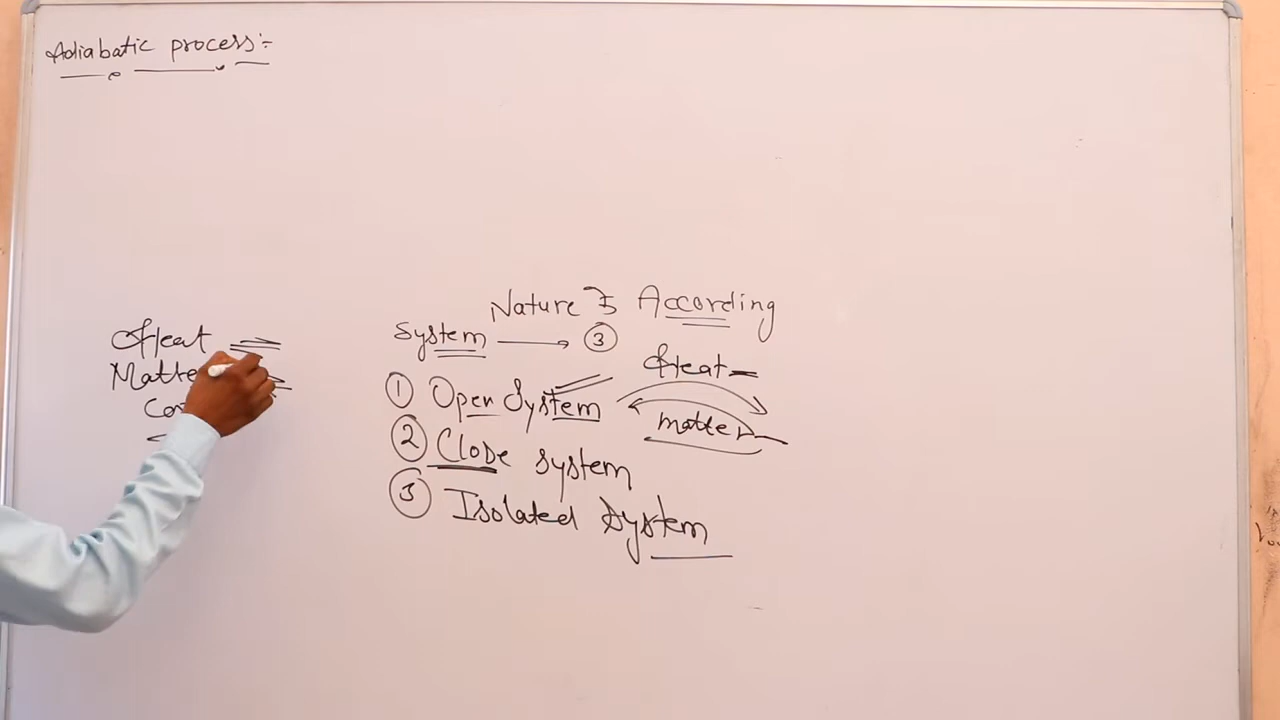 Adiabatic process:-
Nature According
System → ③
Heat
Matte
Co
Heat
① Open System
matter
② Close system
③ Isolated System